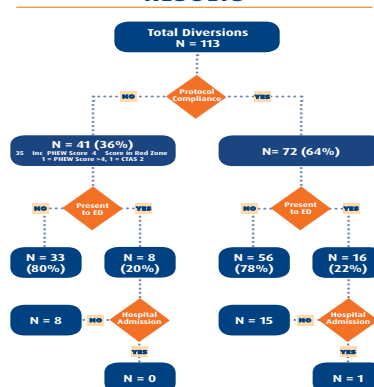 RESULTS
Total Diversions
N = 113
Protocol
Compliance
NO
YES
N = 41 (36%)
35 Inc PHEW Score 4 Score in Red Zone
1 = PHEW Score >4, 1 = CTAS 2
N= 72 (64%)
Present
to ED
Present
to ED
NO
YES
NO
YES
N = 33
(80%)
N = 8
(20%)
N = 56
(78%)
N = 16
(22%)
N = 8
NO
Hospital
Admission
N = 15
NO
Hospital
Admission
YES
YES
N = 0
N = 1